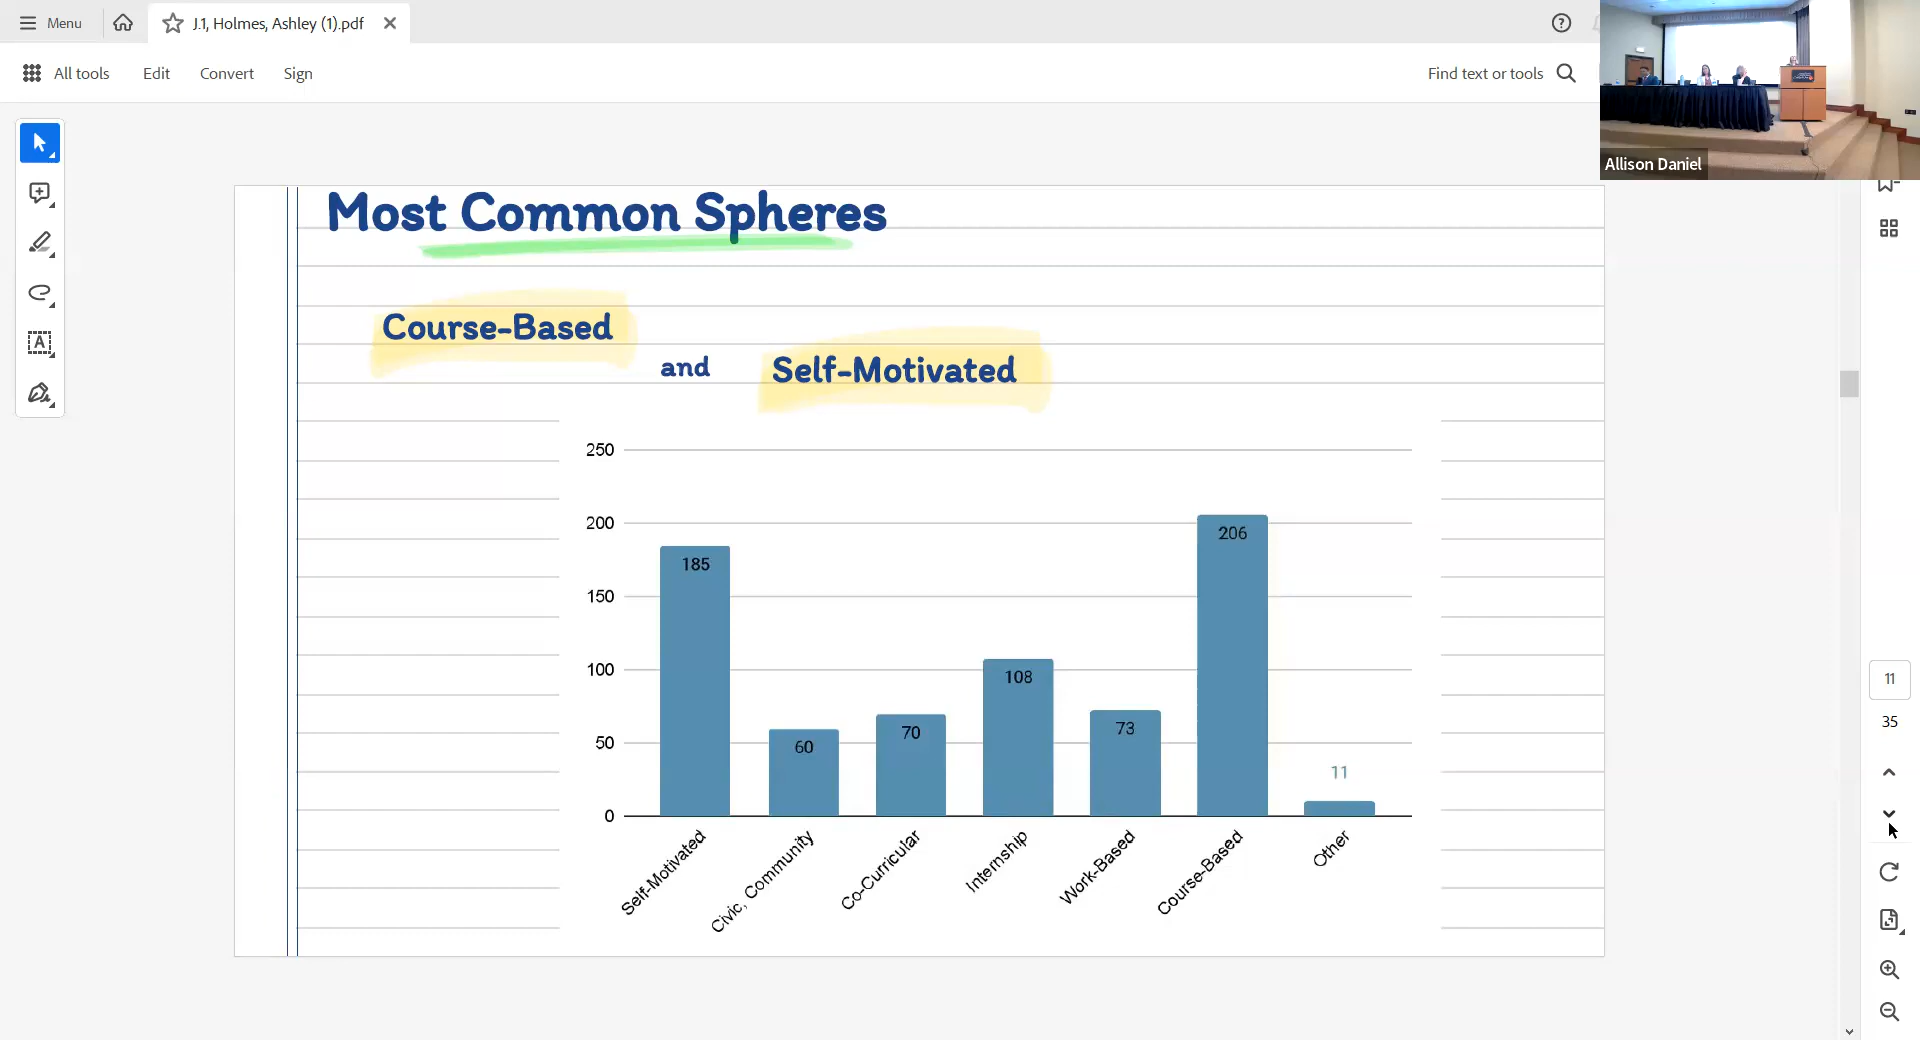 Menu
J.1, Holmes, Ashley (1).pdf
All tools
Edit
Convert
Sign
Find text or tools
Allison Daniel
Most Common Spheres
Course-Based
and
Self-Motivated
250
200
150
100
50
0
185
60
70
108
73
206
11
Self-Motivated
Civic, Community
Co-Curricular
Internship
Work-Based
Course-Based
Other
11
35